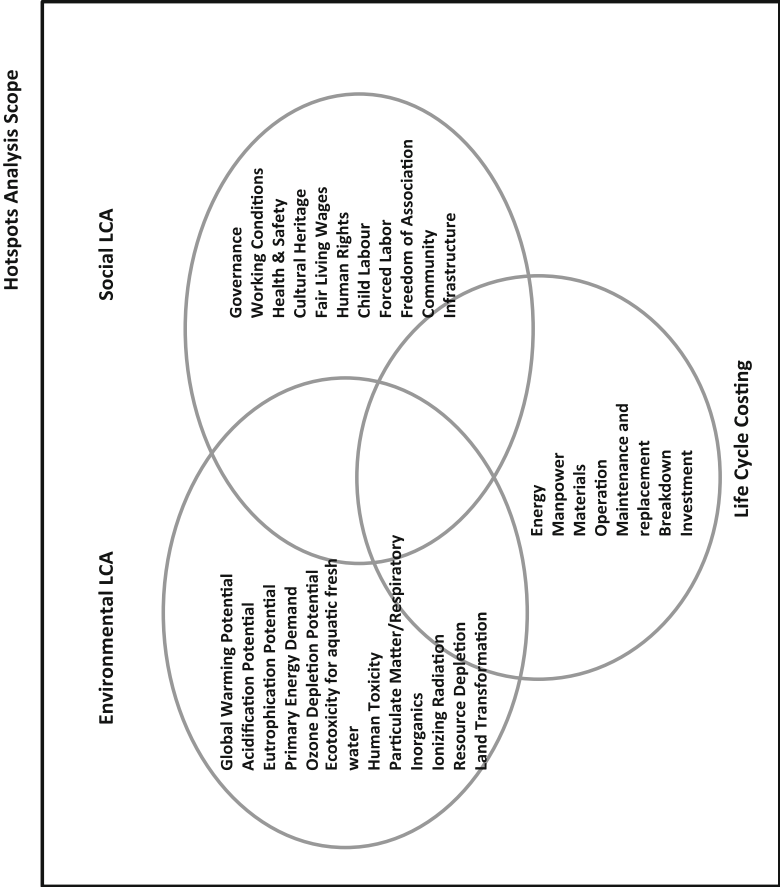 Hotspots Analysis Scope
Environmental LCA
Social LCA
Global Warming Potential
Acidification Potential
Eutrophication Potential
Primary Energy Demand
Ozone Depletion Potential
Ecotoxicity for aquatic fresh
water
Human Toxicity
Particulate Matter/Respiratory
Inorganics
Ionizing Radiation
Resource Depletion
Land Transformation
Governance
Working Conditions
Health & Safety
Cultural Heritage
Fair Living Wages
Human Rights
Child Labour
Forced Labor
Freedom of Association
Community
Infrastructure
Energy
Manpower
Materials
Operation
Maintenance and
replacement
Breakdown
Investment
Life Cycle Costing